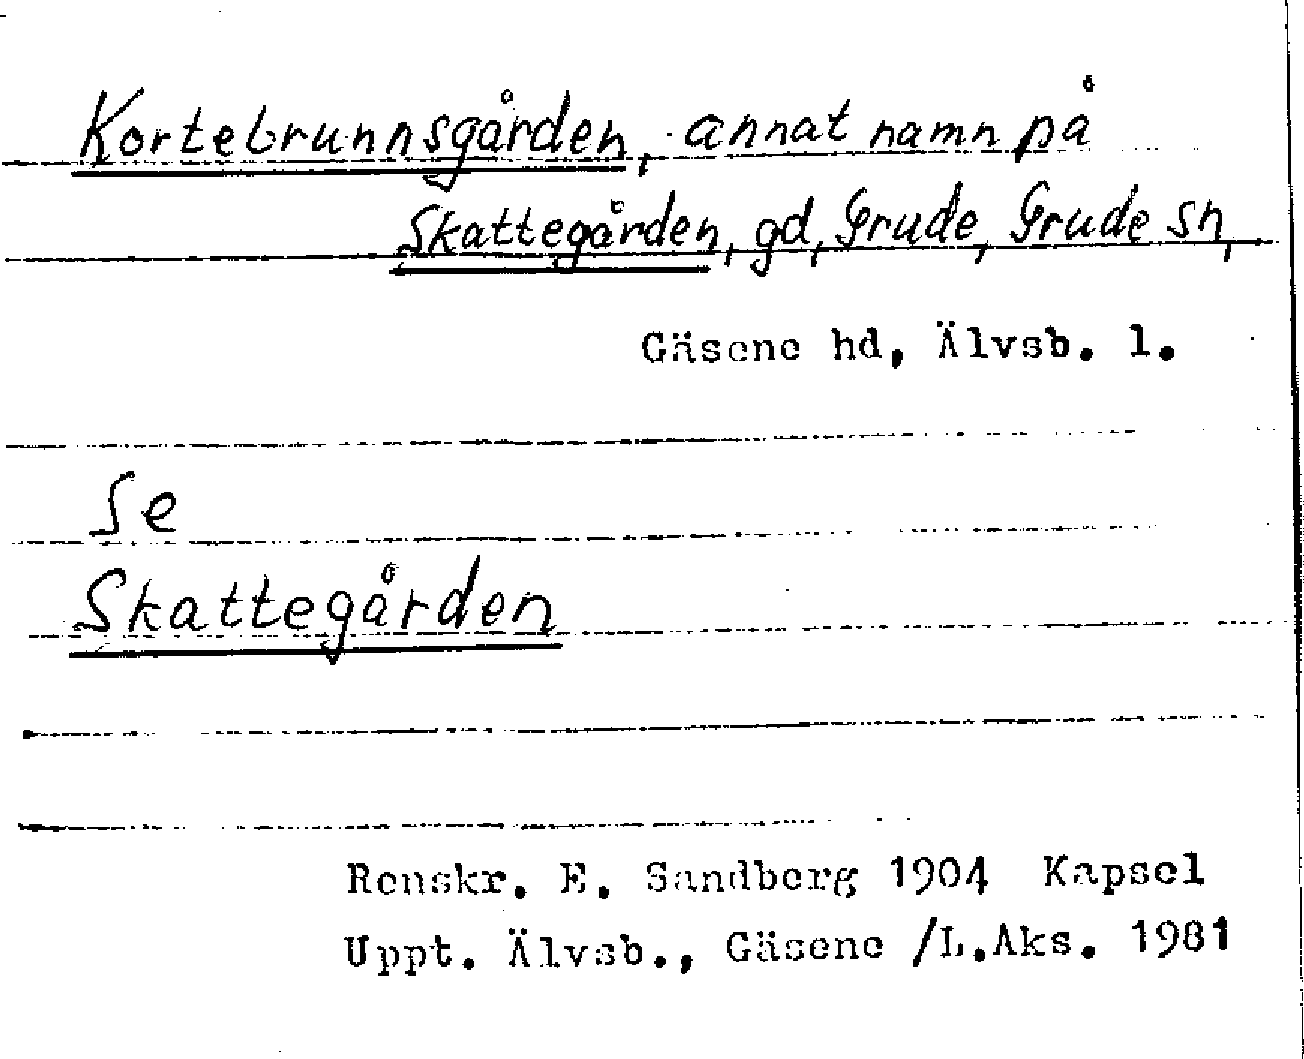 Kortebrunnsgården, annat namn på
Skattegården, gd, Grude, Grude sn,
Gäsene hd, Älvsb. l.
Se
Skattegården
Renskr. E. Sandberg 1904 Kapsel
Uppt. Älvsb., Gäsene /L.Aks. 1981